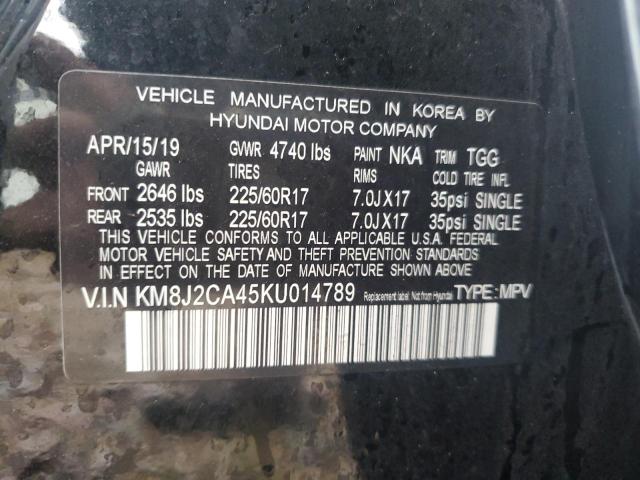 VEHICLE MANUFACTURED IN KOREA BY
HYUNDAI MOTOR COMPANY
APR/15/19 GVWR 4740 lbs PAINT NKA TRIM TGG
GAWR TIRES RIMS COLD TIRE INFL
FRONT 2646 lbs 225/60R17 7.0JX17 35psi SINGLE
REAR 2535 lbs 225/60R17 7.0JX17 35psi SINGLE
THIS VEHICLE CONFORMS TO ALL APPLICABLE U.S.A. FEDERAL
MOTOR VEHICLE SAFETY AND THEFT PREVENTION STANDARDS
IN EFFECT ON THE DATE OF MANUFACTURE SHOWN ABOVE.
V.I.N KM8J2CA45KU014789 Replacement label, Not from Hyundai TYPE: MPV